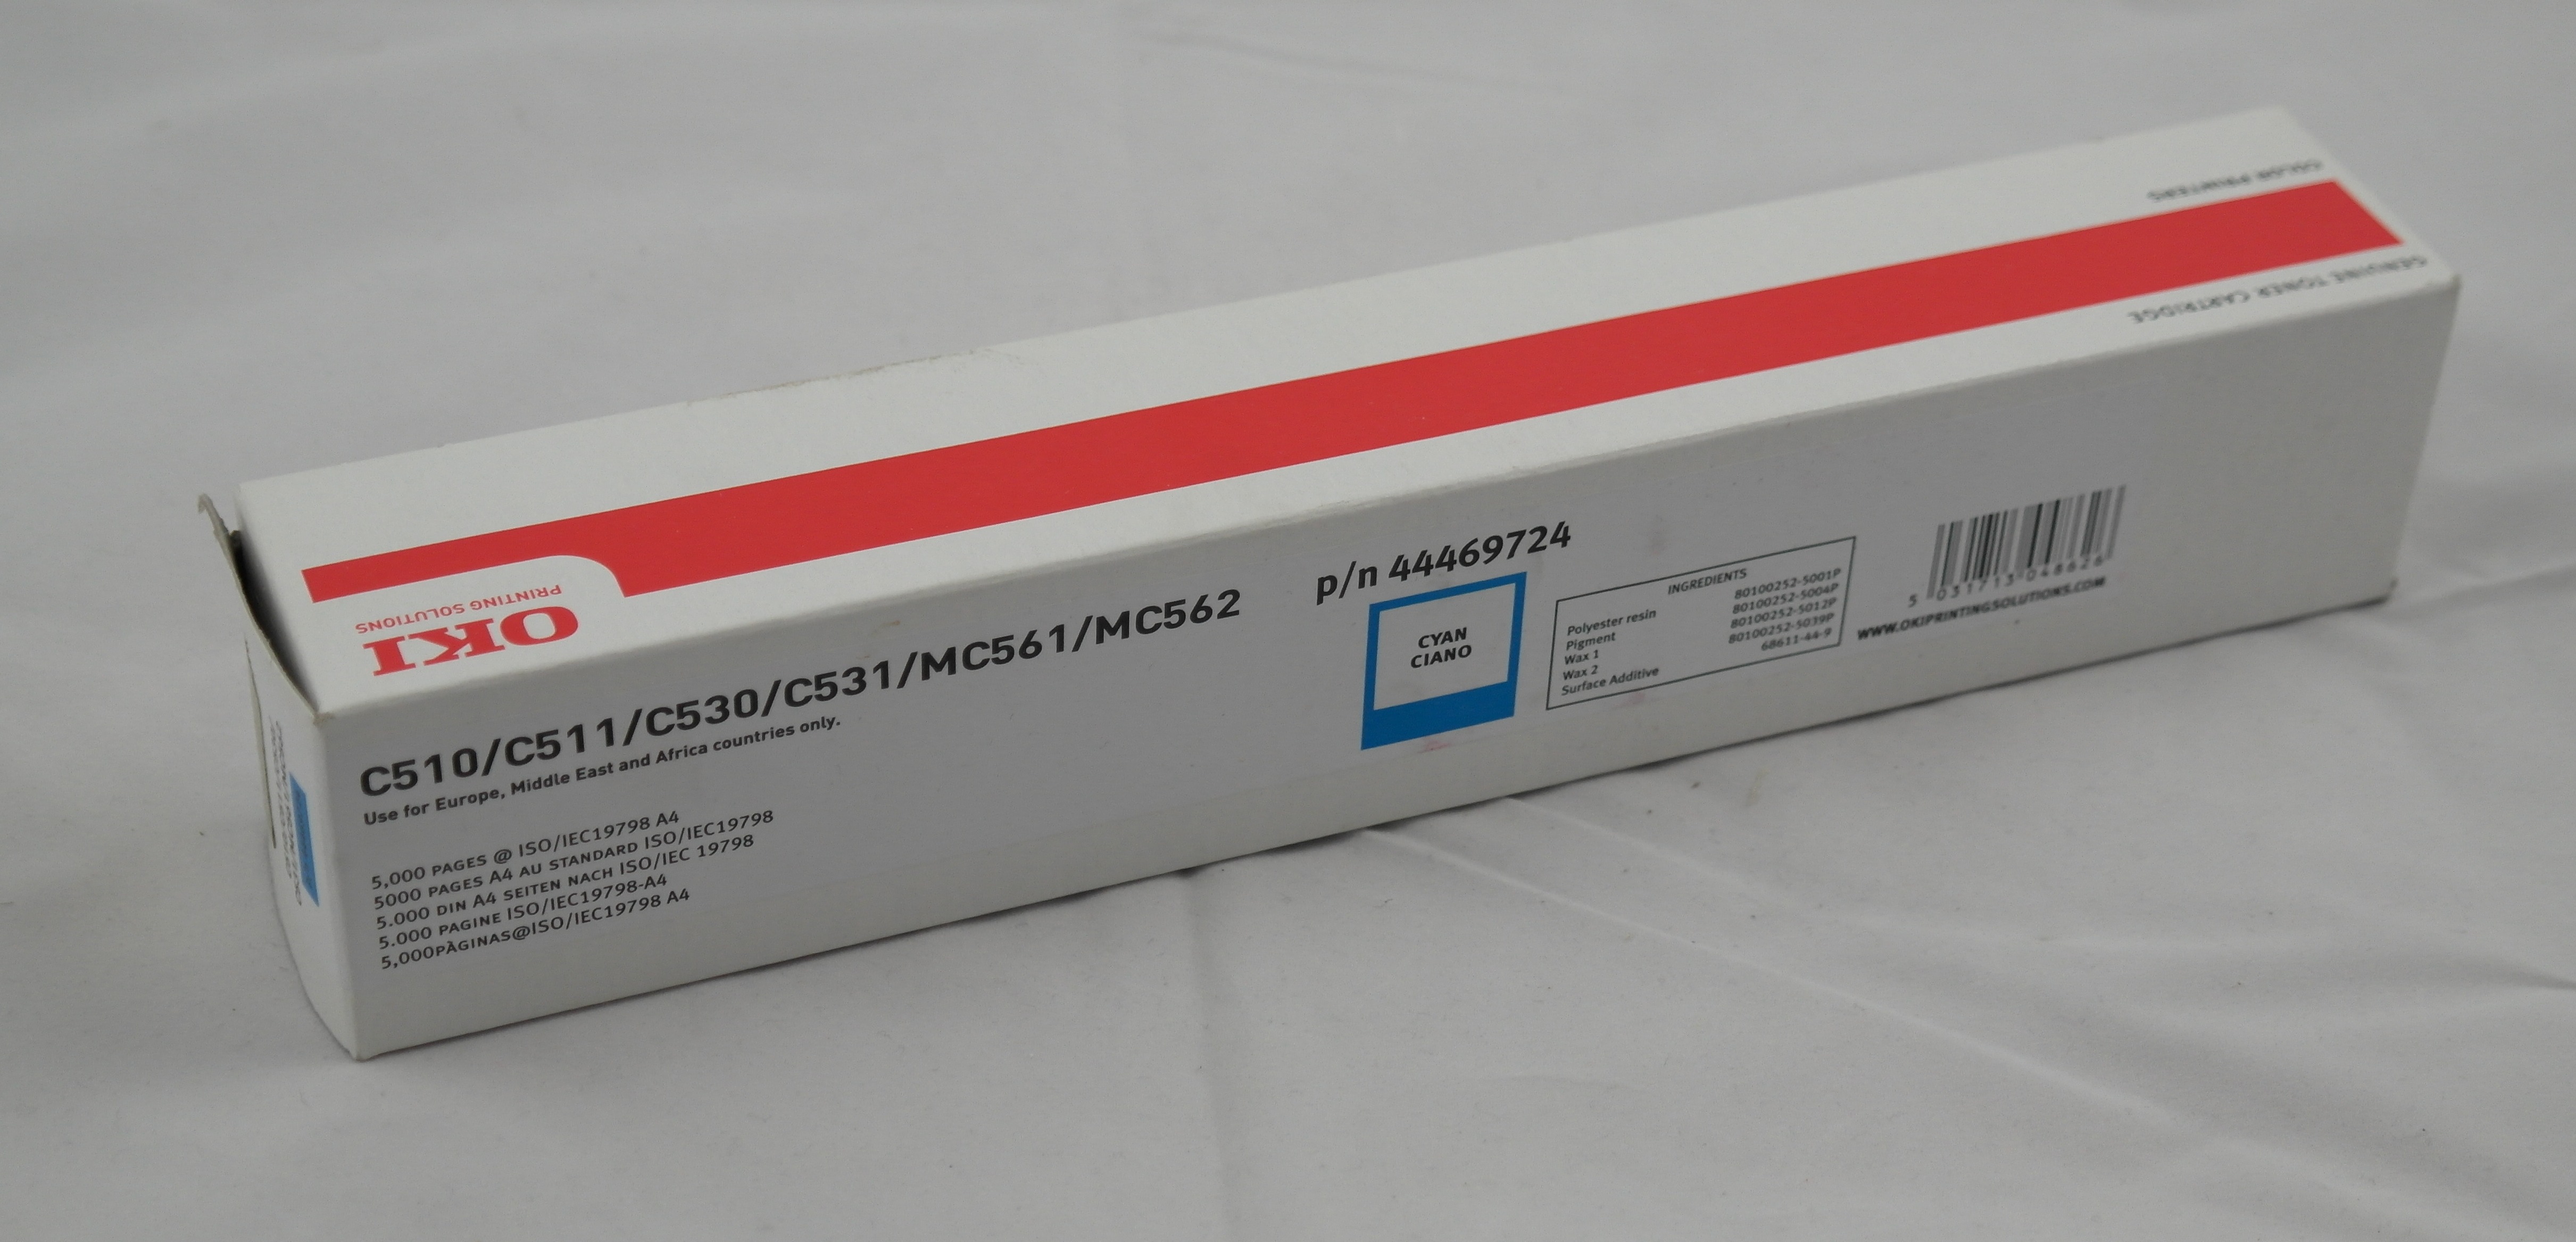 COLOR PRINTERS
GENUINE TONER CARTRIDGE
PRINTING SOLUTIONS
OKI
C510/C511/C530/C531/MC561/MC562
Use for Europe, Middle East and Africa countries only.
5,000 PAGES @ ISO/IEC19798 A4
5000 PAGES A4 AU STANDARD ISO/IEC19798
5.000 DIN A4 SEITEN NACH ISO/IEC 19798
5.000 PAGINE ISO/IEC19798-A4
5,000PÀGINAS@ISO/IEC19798 A4
p/n 44469724
CYAN
CIANO
INGREDIENTS
Polyester resin 80100252-5001P
Pigment 80100252-5004P
Wax 1 80100252-5012P
Wax 2 80100252-5039P
Surface Additive 68611-44-9
5 031713 048626
WWW.OKIPRINTINGSOLUTIONS.COM